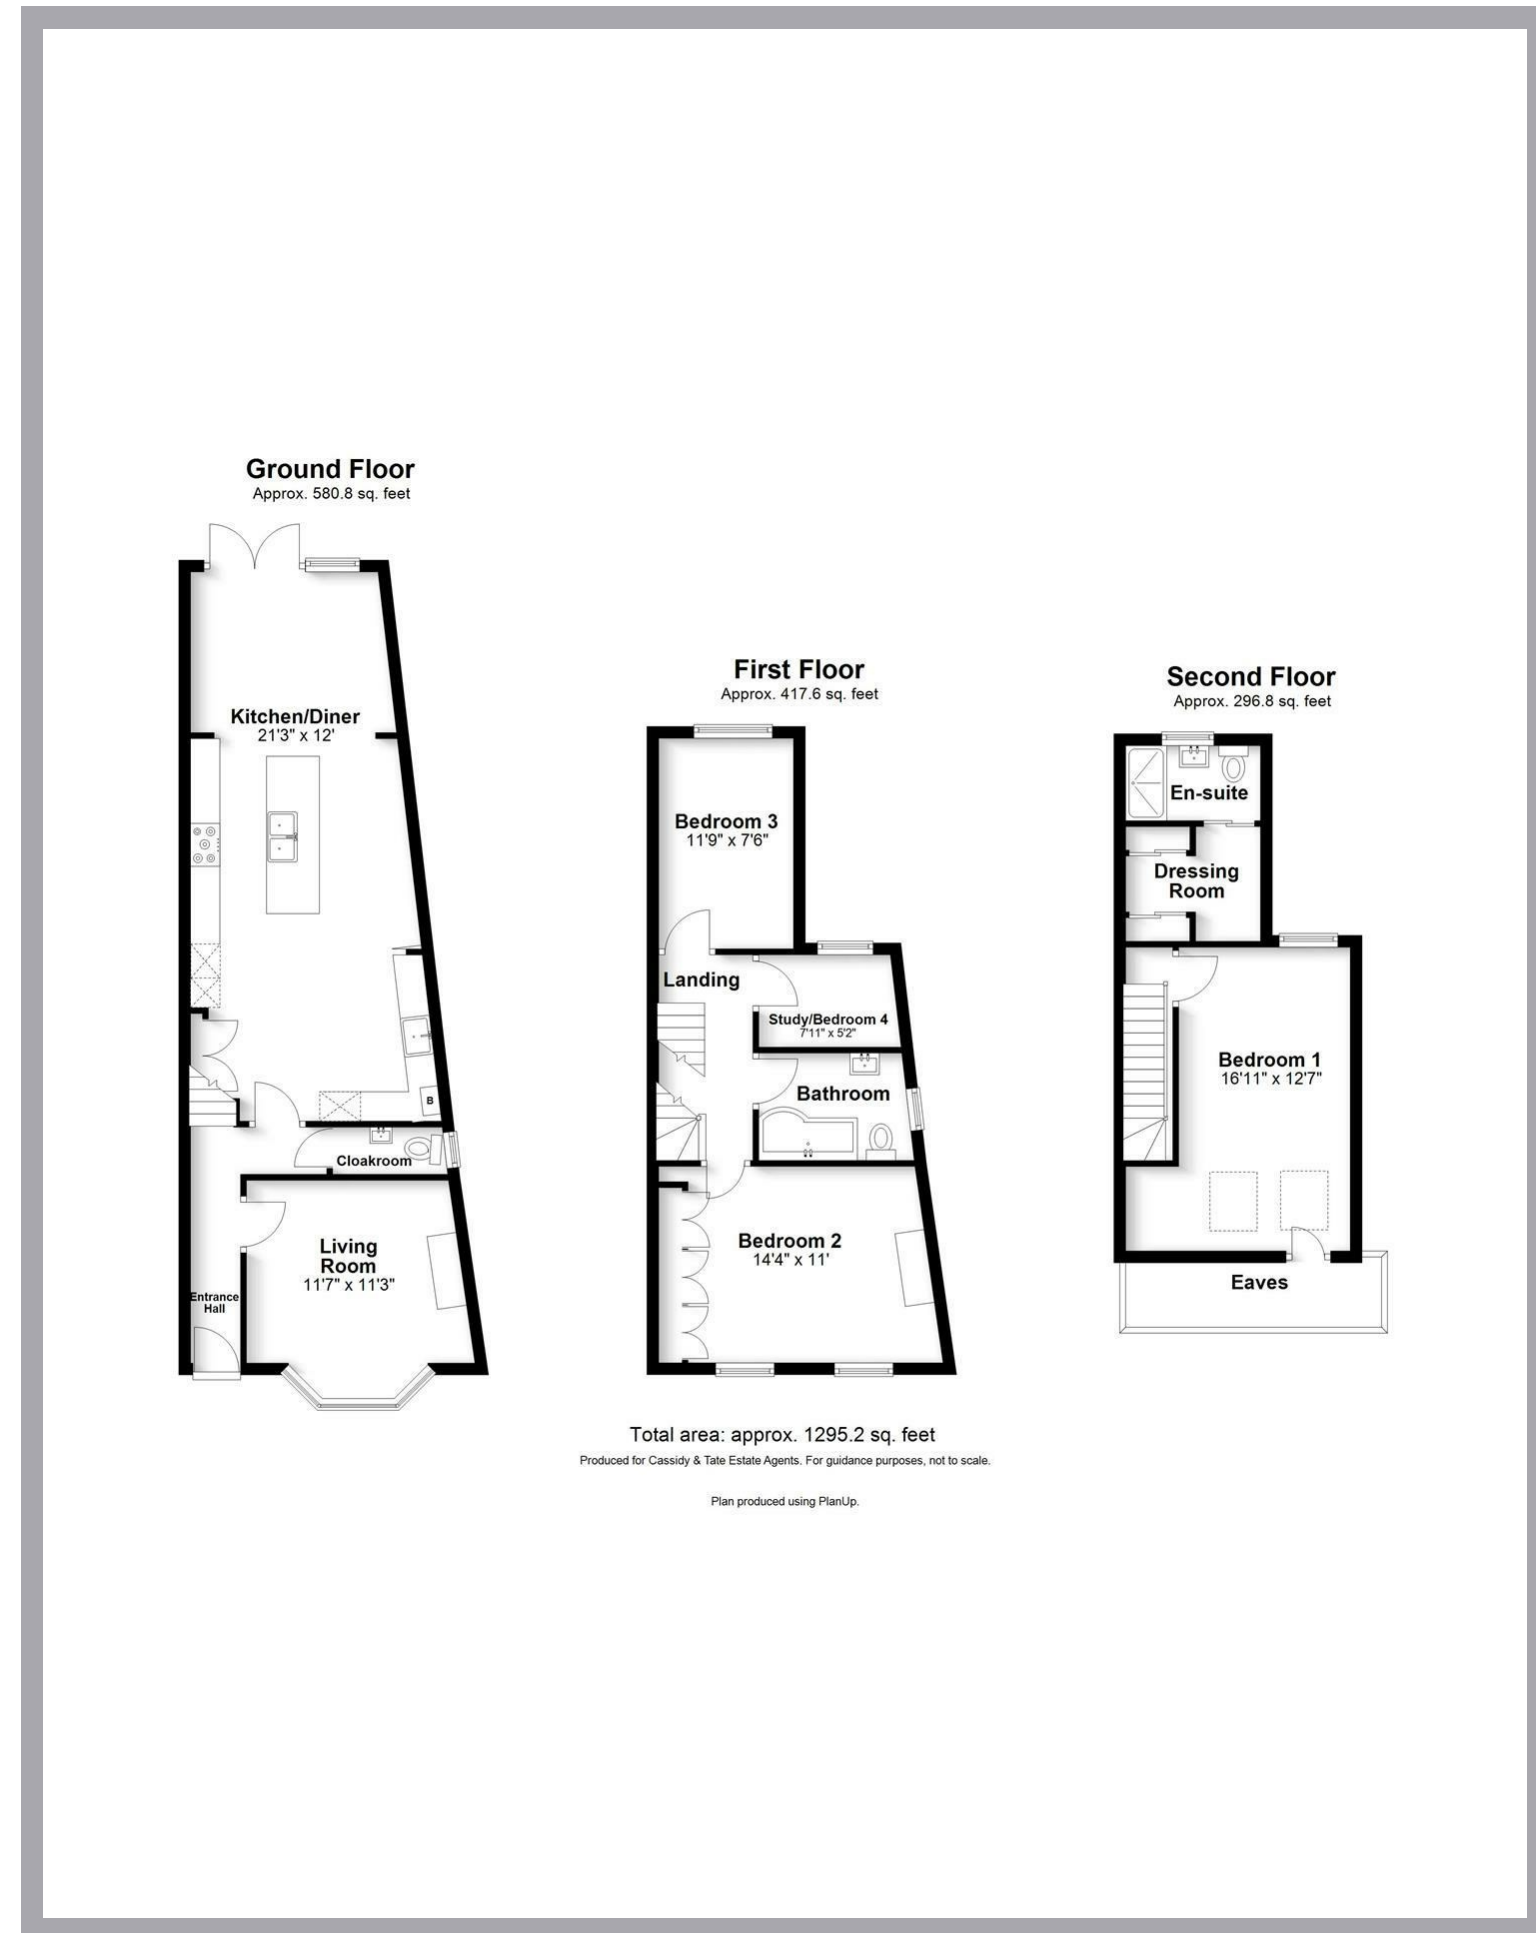 Ground Floor
Approx. 580.8 sq. feet
Kitchen/Diner
21'3" x 12'
B
Cloakroom
Living
Room
11'7" x 11'3"
Entrance
Hall
First Floor
Approx. 417.6 sq. feet
Bedroom 3
11'9" x 7'6"
Landing
Study/Bedroom 4
7'11" x 5'2"
Bathroom
Bedroom 2
14'4" x 11'
Second Floor
Approx. 296.8 sq. feet
En-suite
Dressing
Room
Bedroom 1
16'11" x 12'7"
Eaves
Total area: approx. 1295.2 sq. feet
Produced for Cassidy & Tate Estate Agents. For guidance purposes, not to scale.
Plan produced using PlanUp.